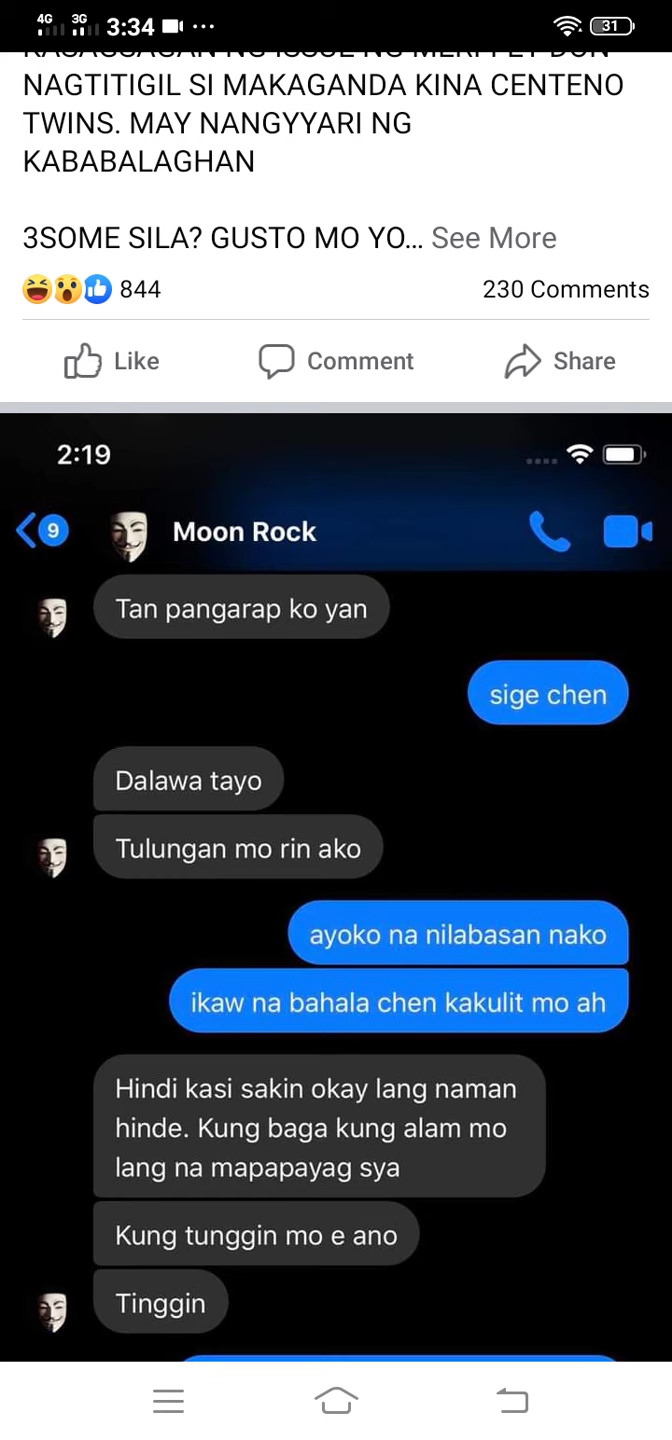 4G 3G 3:34 31
NAGTITIGIL SI MAKAGANDA KINA CENTENO
TWINS. MAY NANGYYARI NG
KABABALAGHAN
3SOME SILA? GUSTO MO YO... See More
844 230 Comments
Like Comment Share
2:19
9 Moon Rock
Tan pangarap ko yan
sige chen
Dalawa tayo
Tulungan mo rin ako
ayoko na nilabasan nako
ikaw na bahala chen kakulit mo ah
Hindi kasi sakin okay lang naman
hinde. Kung baga kung alam mo
lang na mapapayag sya
Kung tunggin mo e ano
Tinggin